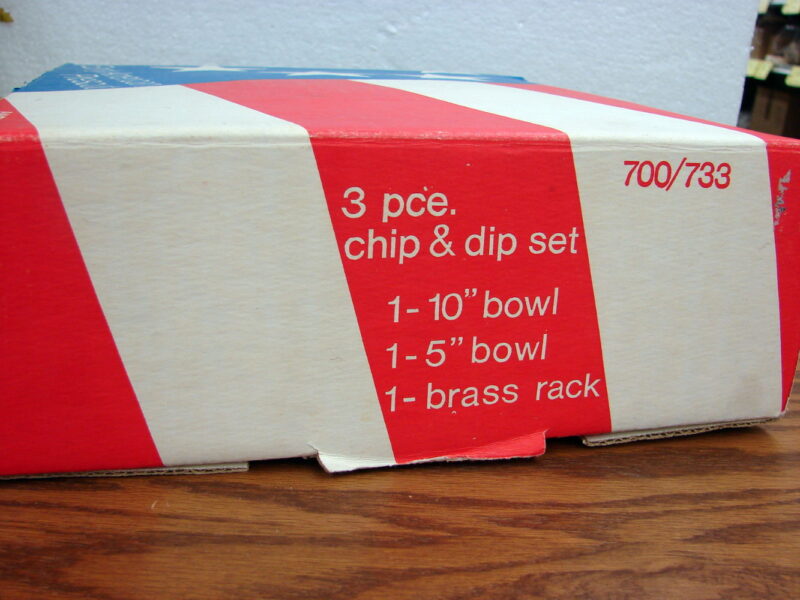 700/733
3 pce.
chip & dip set
1-10" bowl
1-5" bowl
1-brass rack